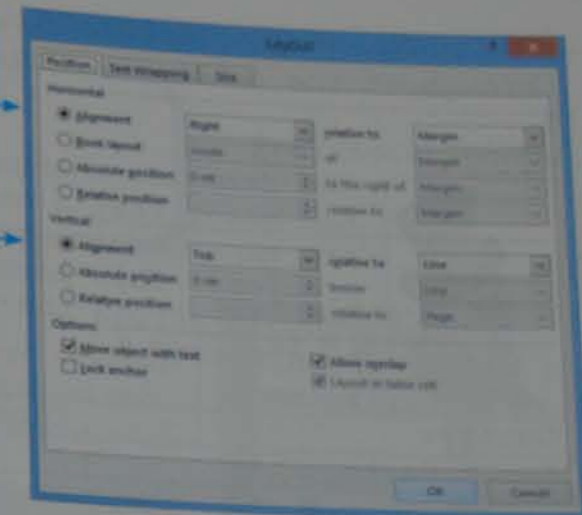 Layout
Position Text Wrapping Size
Horizontal
Alignment Right relative to Margin
Book layout Inside of Margin
Absolute position 0 cm to the right of Margin
Relative position relative to Margin
Vertical
Alignment Top relative to Line
Absolute position 0 cm below Line
Relative position relative to Page
Options
Move object with text Allow overlap
Lock anchor Layout in table cell
OK Cancel